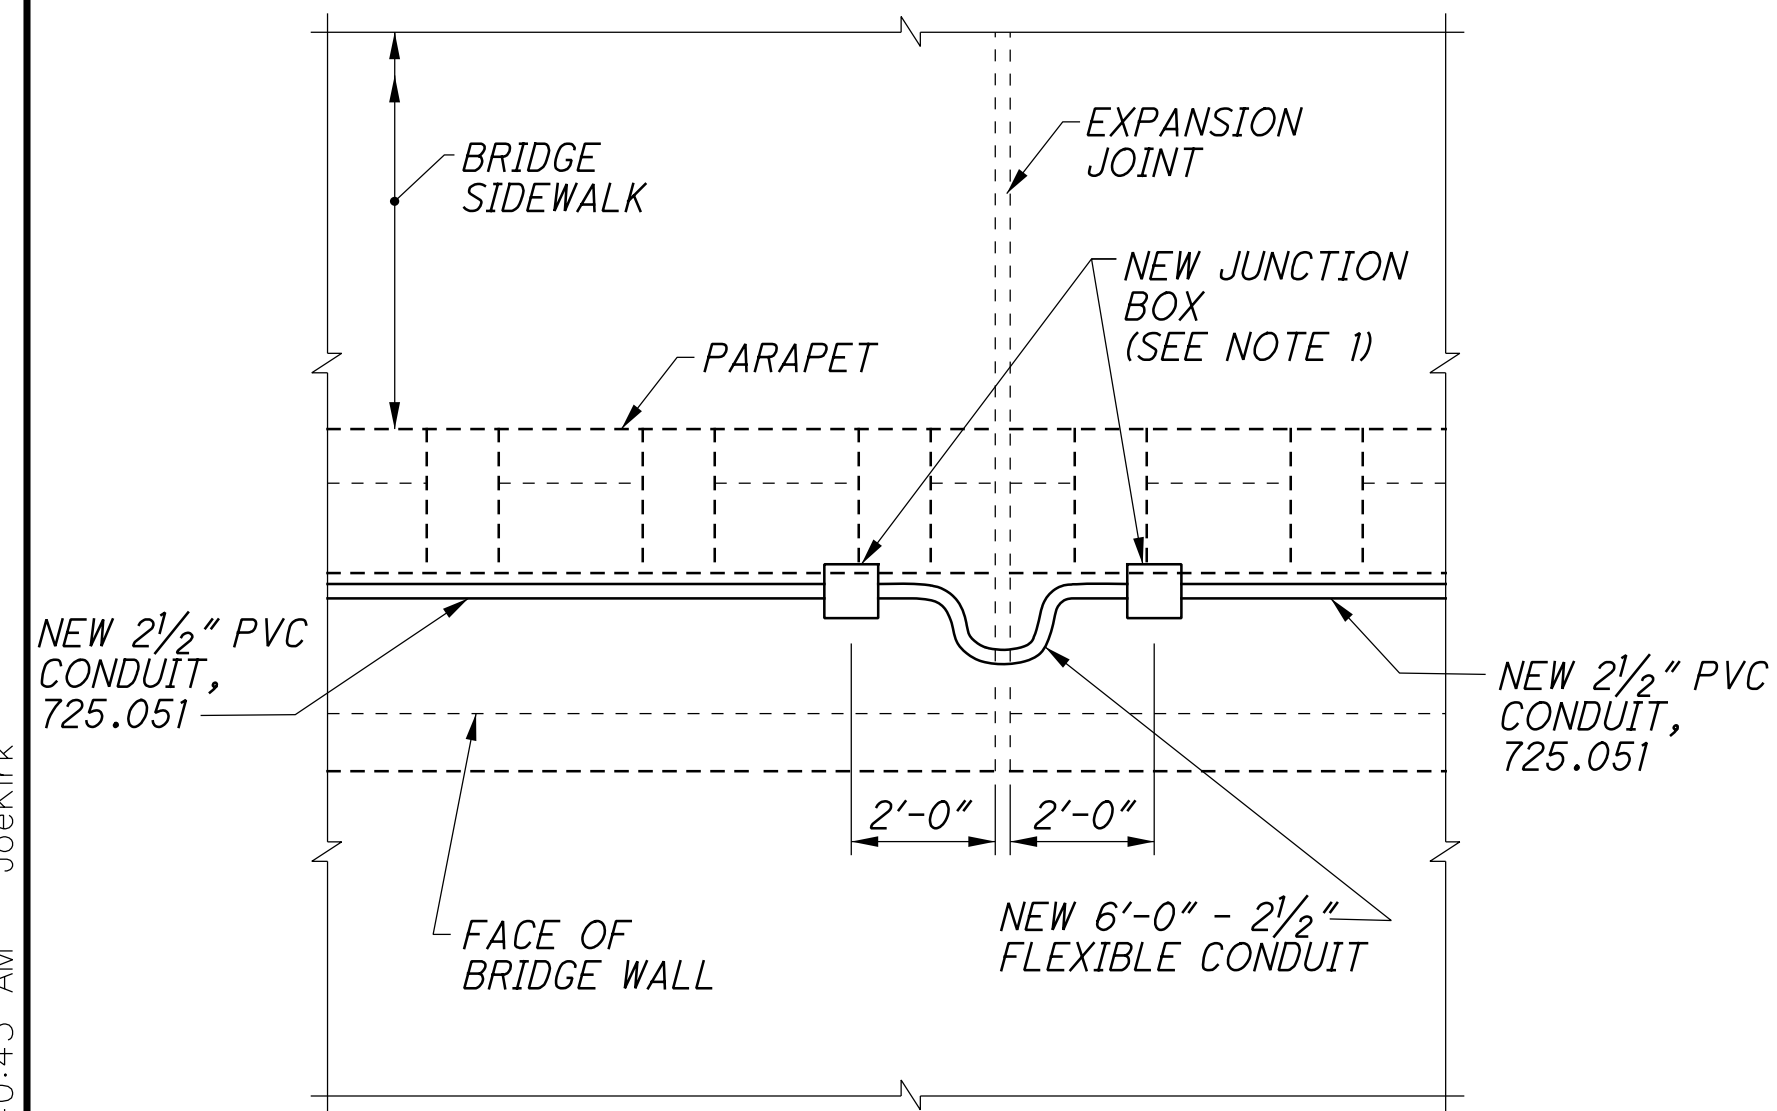 EXPANSION
JOINT
BRIDGE
SIDEWALK
NEW JUNCTION
BOX
(SEE NOTE 1)
PARAPET
NEW 2½" PVC
CONDUIT,
725.051
NEW 2½" PVC
CONDUIT,
725.051
2'-0" 2'-0"
NEW 6'-0" - 2½"
FLEXIBLE CONDUIT
FACE OF
BRIDGE WALL
AM JoeKirk